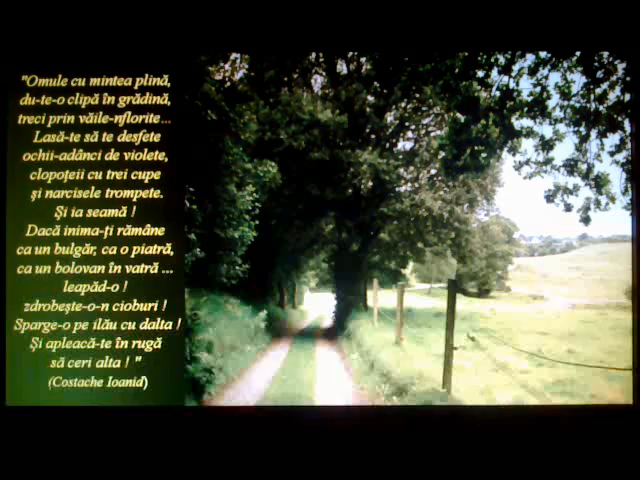 "Omule cu mintea plină,
du-te-o clipă în grădină,
treci prin văile-nflorite...
Lasă-te să te desfete
ochii-adânci de violete,
clopoţeii cu trei cupe
şi narcisele trompete.
Şi ia seamă !
Dacă inima-ţi rămâne
ca un bulgăr, ca o piatră,
ca un bolovan în vatră ...
leapăd-o !
zdrobeşte-o-n cioburi !
Sparge-o pe ilău cu dalta !
Şi apleacă-te în rugă
să ceri alta ! "
(Costache Ioanid)